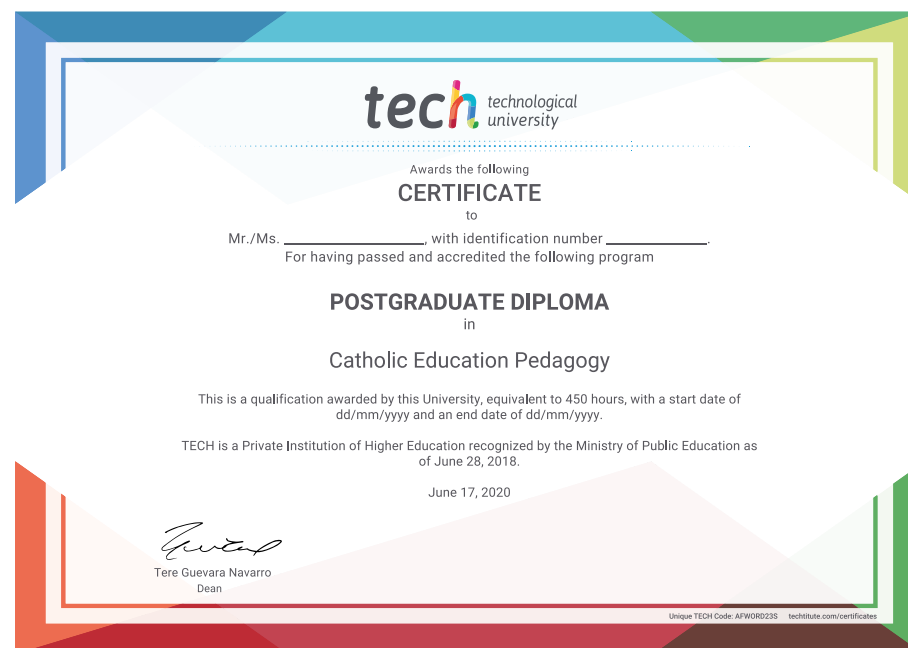 tech technological
university
Awards the following
CERTIFICATE
to
Mr./Ms. ____________________, with identification number ______________.
For having passed and accredited the following program
POSTGRADUATE DIPLOMA
in
Catholic Education Pedagogy
This is a qualification awarded by this University, equivalent to 450 hours, with a start date of
dd/mm/yyyy and an end date of dd/mm/yyyy.
TECH is a Private Institution of Higher Education recognized by the Ministry of Public Education as
of June 28, 2018.
June 17, 2020
Tere Guevara Navarro
Dean
Unique TECH Code: AFWORD23S techtitute.com/certificates